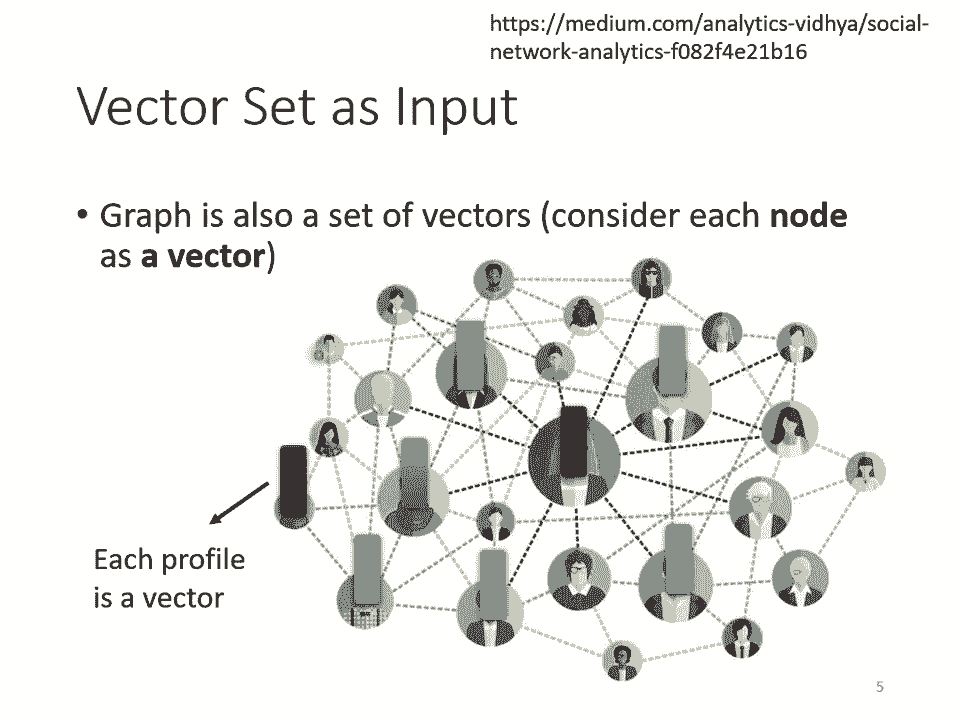 https://medium.com/analytics-vidhya/social-
network-analytics-f082f4e21b16
Vector Set as Input
• Graph is also a set of vectors (consider each node
as a vector)
Each profile
is a vector
5